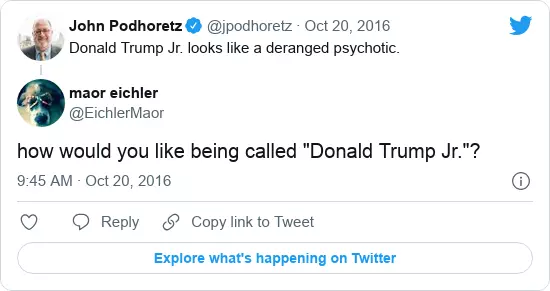 John Podhoretz @jpodhoretz · Oct 20, 2016
Donald Trump Jr. looks like a deranged psychotic.
maor eichler
@EichlerMaor
how would you like being called "Donald Trump Jr."?
9:45 AM · Oct 20, 2016
Reply Copy link to Tweet
Explore what's happening on Twitter